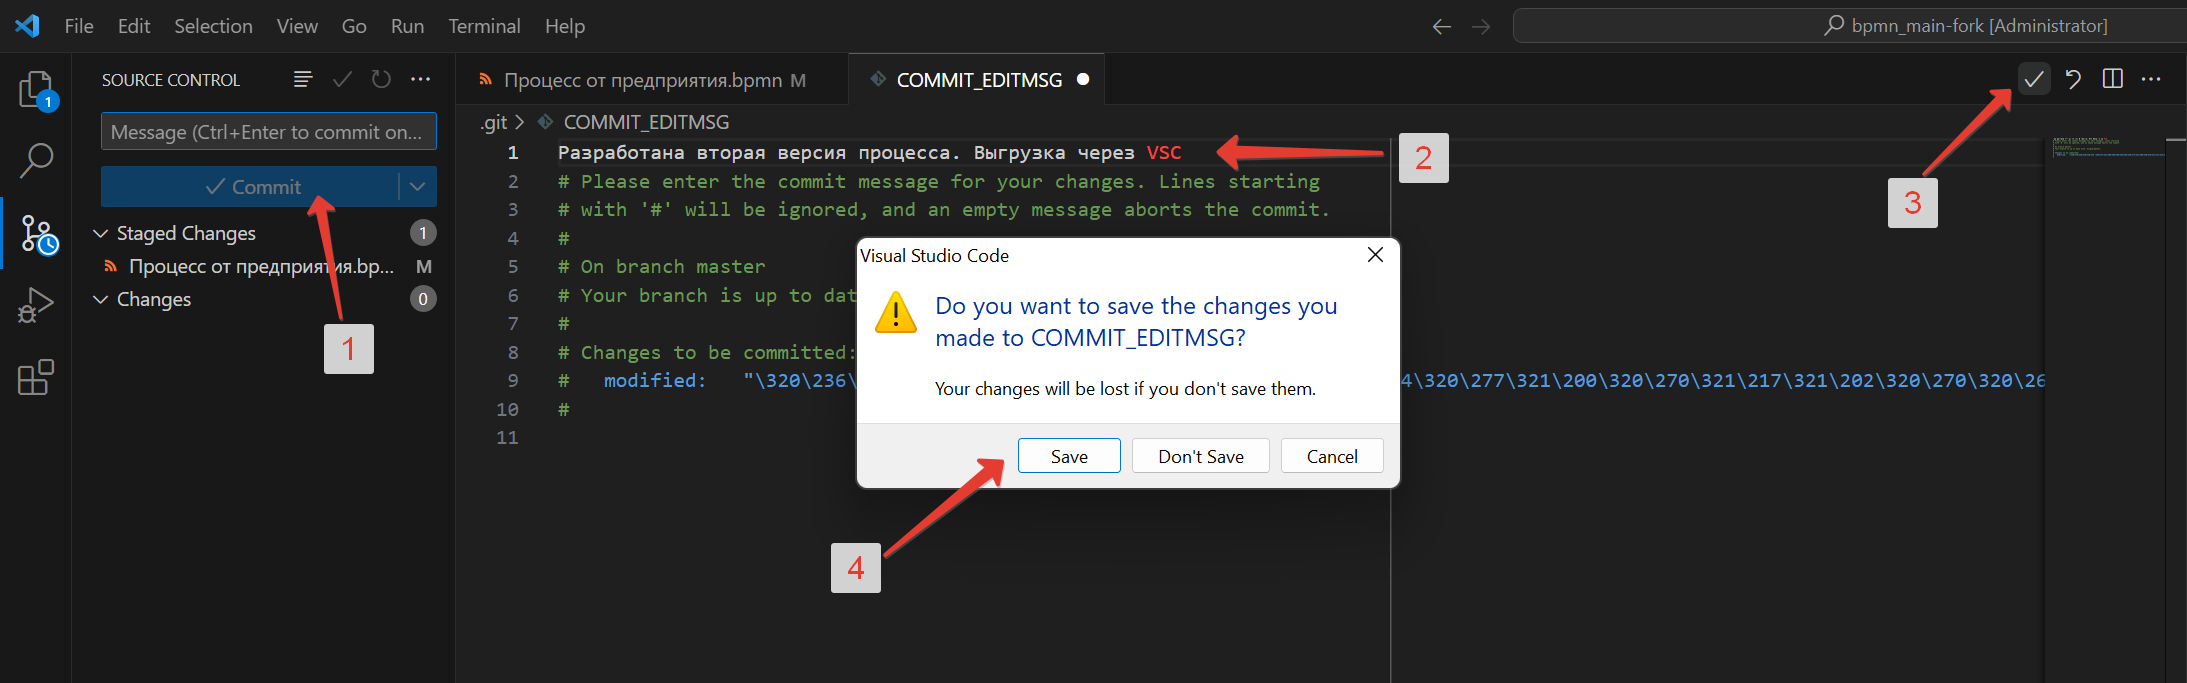 File Edit Selection View Go Run Terminal Help
bpmn_main-fork [Administrator]
SOURCE CONTROL
Процесс от предприятия.bpmn M
COMMIT_EDITMSG
1
Message (Ctrl+Enter to commit on...
.git > COMMIT_EDITMSG
Commit
1 Разработана вторая версия процесса. Выгрузка через VSC
2 # Please enter the commit message for your changes. Lines starting
3 # with '#' will be ignored, and an empty message aborts the commit.
4 #
5 # On branch master
6 # Your branch is up to dat
7 #
8 # Changes to be committed:
9 # modified: "\320\236\ 4\320\277\321\200\320\270\321\217\321\202\320\270\320\26
10 #
11
Staged Changes 1
Процесс от предприятия.bp... M
Changes 0
Visual Studio Code
Do you want to save the changes you
made to COMMIT_EDITMSG?
Your changes will be lost if you don't save them.
Save Don't Save Cancel
1
2
3
4